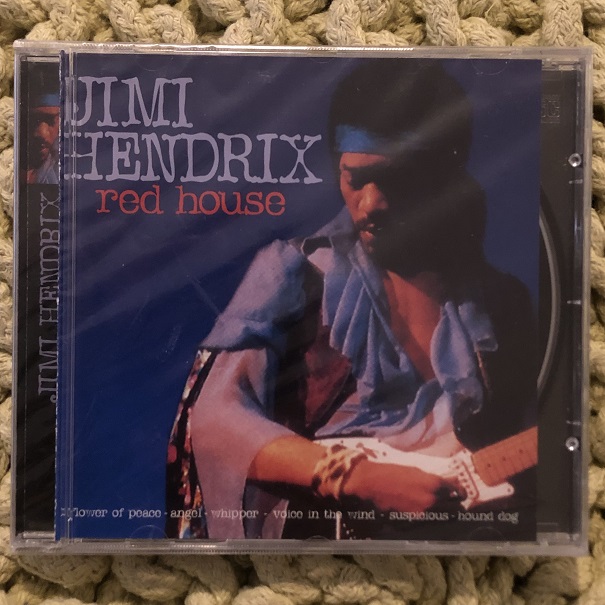 JIMI
HENDRIX
red house
JIMI HENDRIX
flower of peace - angel - whipper - voice in the wind - suspicious - hound dog